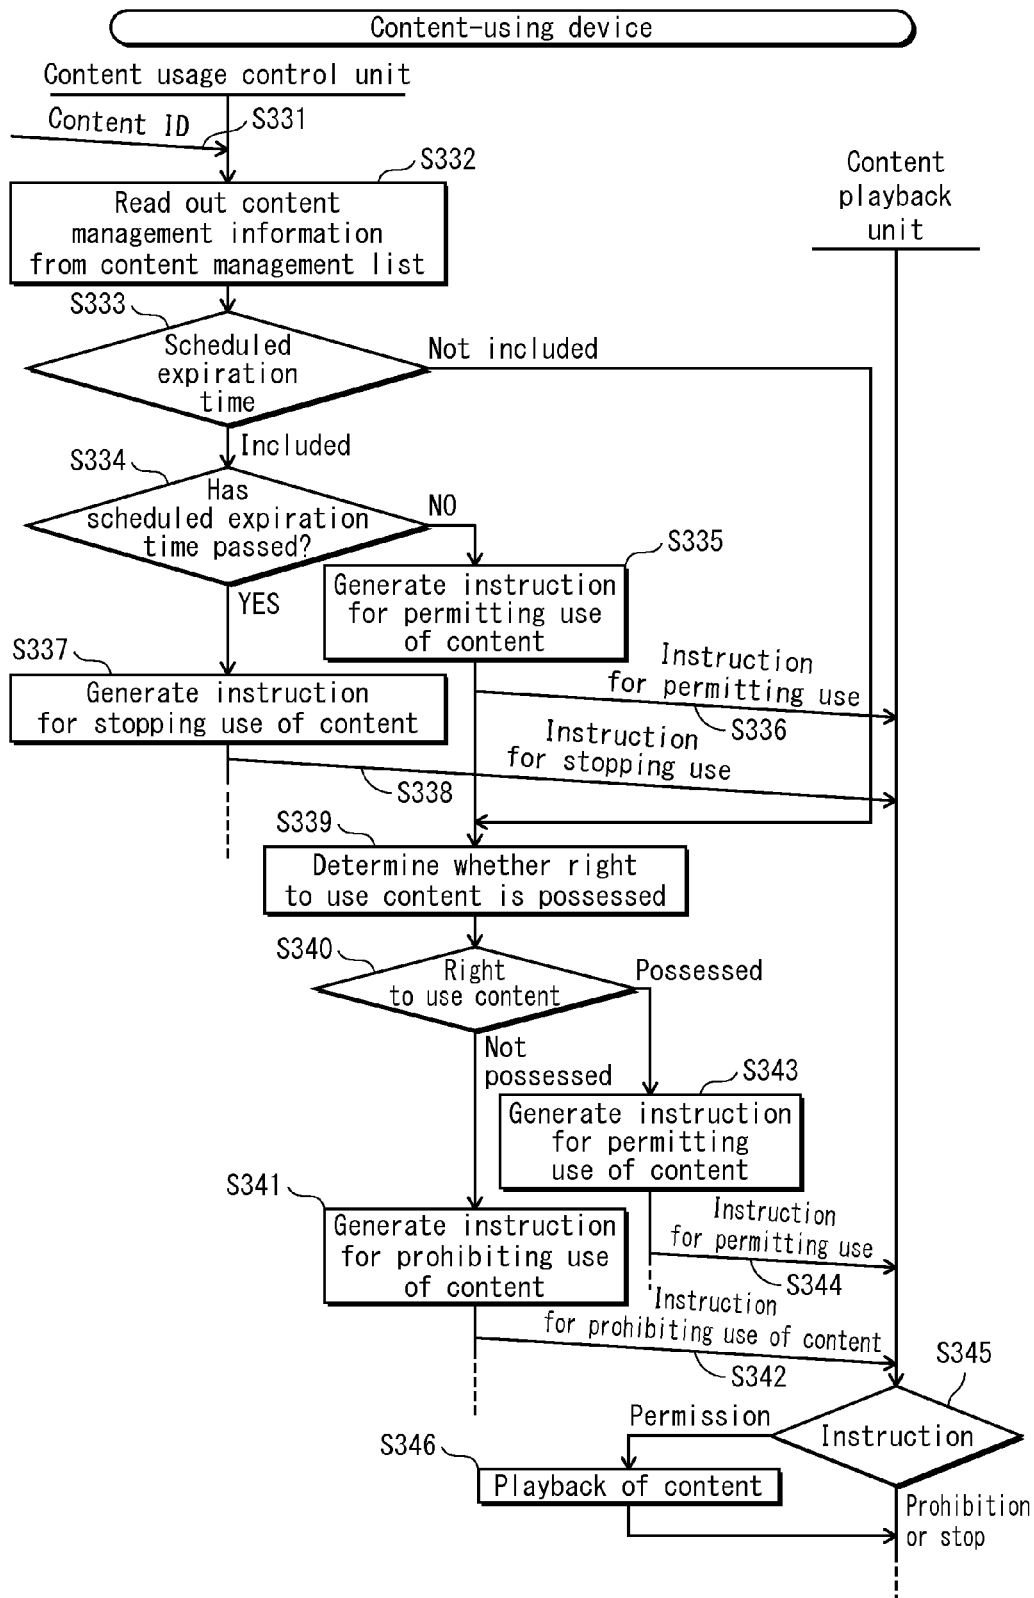 Content-using device
Content usage control unit
Content ID
S331
S332
Content
playback
unit
Read out content
management information
from content management list
S333
Scheduled
expiration
time
Not included
Included
S334
Has
scheduled expiration
time passed?
NO
YES
S335
Generate instruction
for permitting use
of content
S337
Generate instruction
for stopping use of content
Instruction
for permitting use
S336
Instruction
for stopping use
S338
S339
Determine whether right
to use content is possessed
S340
Right
to use content
Possessed
Not
possessed
S343
Generate instruction
for permitting
use of content
S341
Generate instruction
for prohibiting use
of content
Instruction
for permitting use
S344
Instruction
for prohibiting use of content
S342
S345
Instruction
Permission
S346
Playback of content
Prohibition
or stop